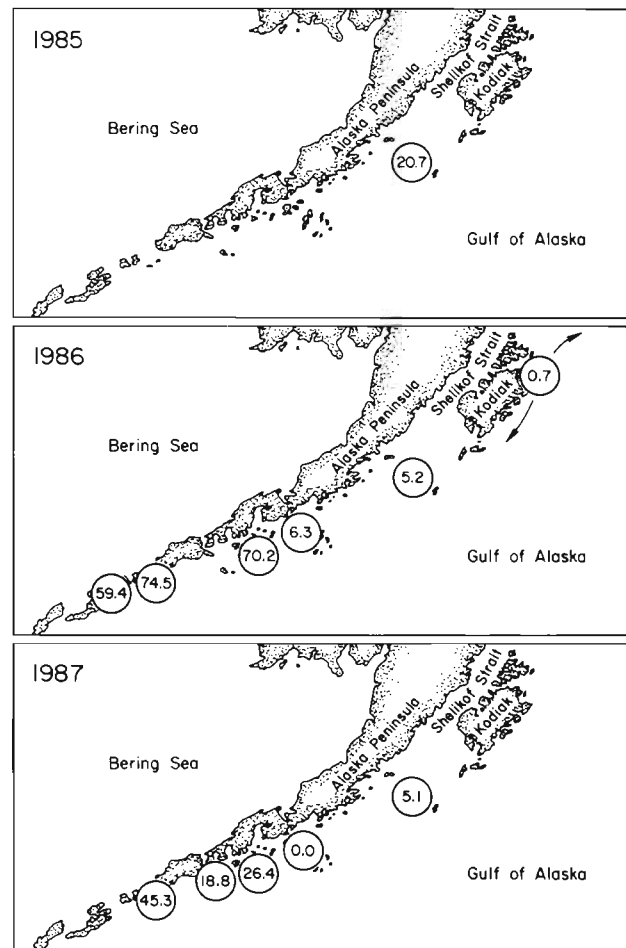 1985
Bering Sea
Alaska Peninsula
Shelikof Strait
Kodiak
20.7
Gulf of Alaska
1986
Bering Sea
Alaska Peninsula
Shelikof Strait
Kodiak
0.7
5.2
6.3
70.2
74.5
59.4
Gulf of Alaska
1987
Bering Sea
Alaska Peninsula
Shelikof Strait
Kodiak
5.1
0.0
26.4
18.8
45.3
Gulf of Alaska